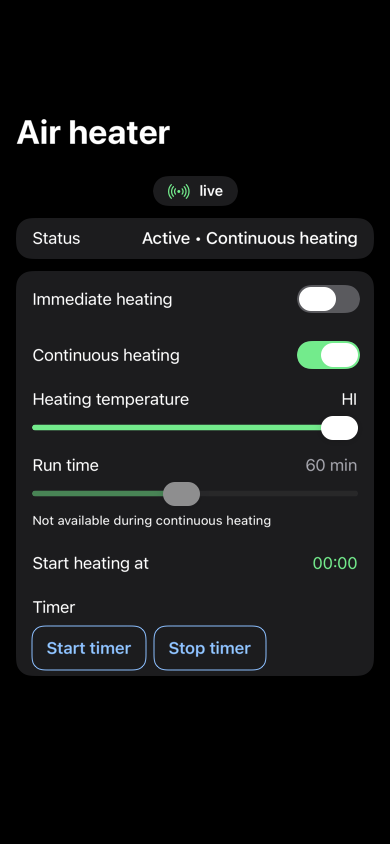 Air heater
live
Status Active • Continuous heating
Immediate heating
Continuous heating
Heating temperature HI
Run time 60 min
Not available during continuous heating
Start heating at 00:00
Timer
Start timer Stop timer